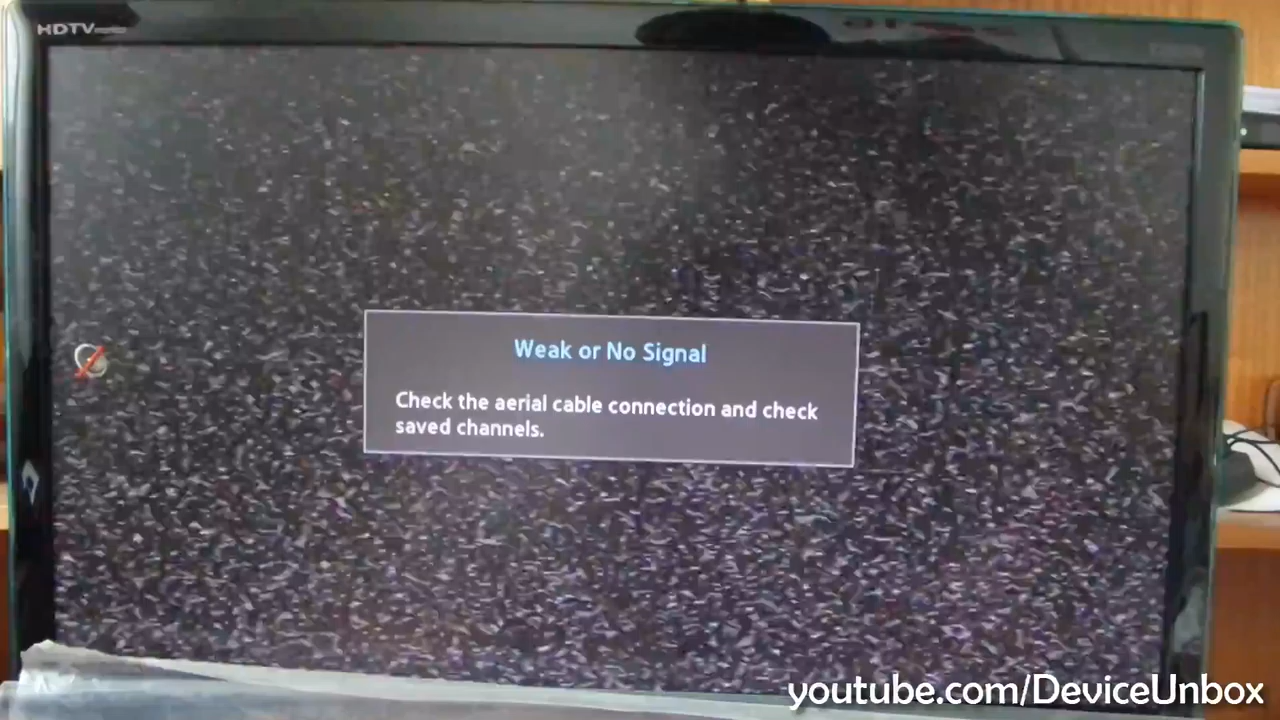 HDTV
Weak or No Signal
Check the aerial cable connection and check
saved channels.
youtube.com/DeviceUnbox